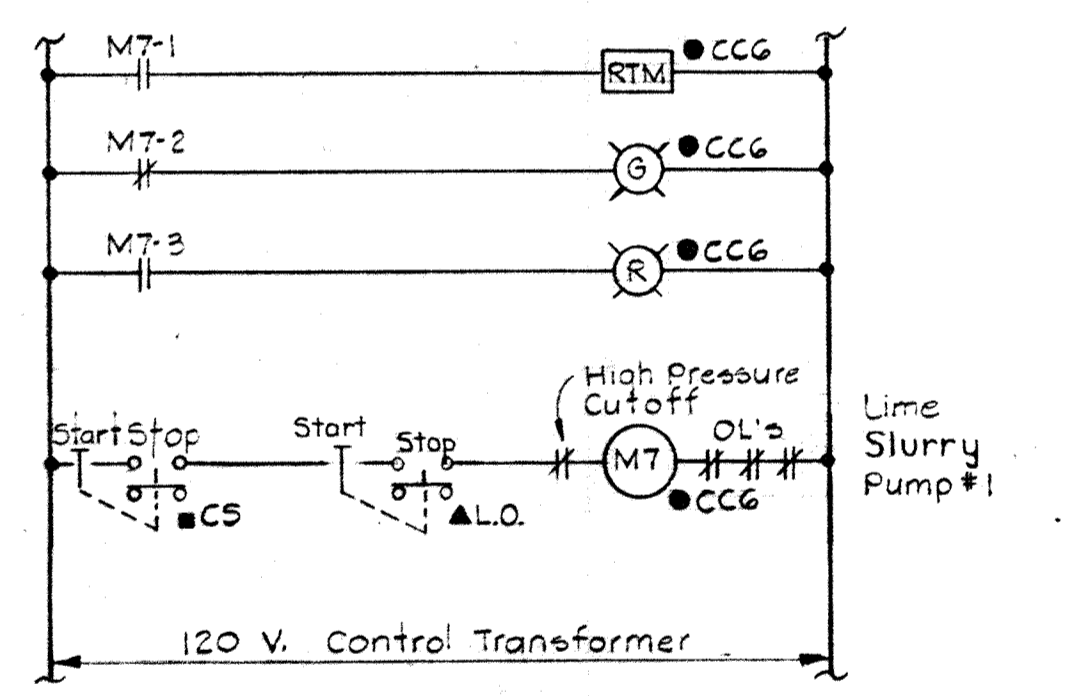 M7-1
RTM
CC6
M7-2
G
CC6
M7-3
R
CC6
High Pressure
Cutoff
Start Stop
Start
Stop
M7
OL's
Lime
Slurry
Pump #1
CS
L.O.
CC6
120 V. Control Transformer